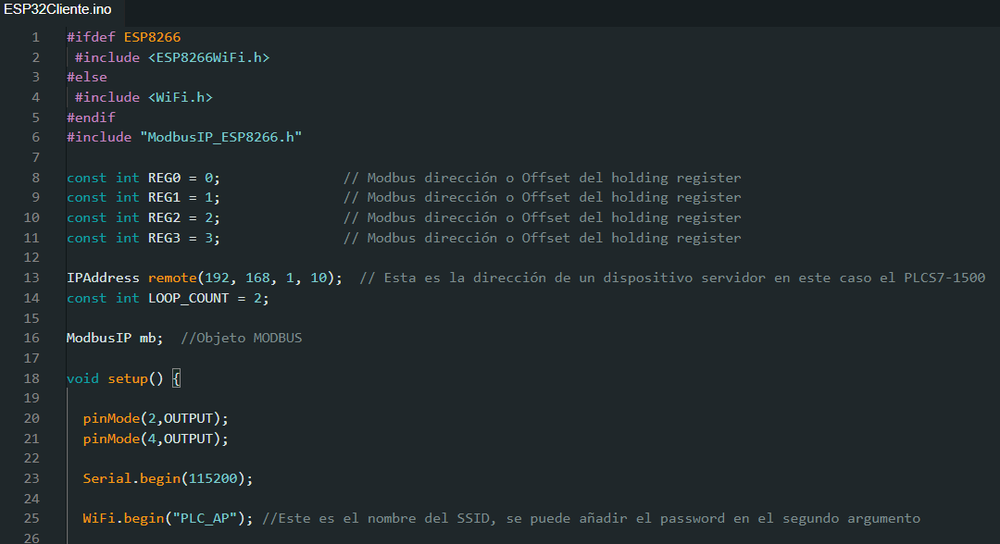 ESP32Cliente.ino
1 #ifdef ESP8266
2 #include <ESP8266WiFi.h>
3 #else
4 #include <WiFi.h>
5 #endif
6 #include "ModbusIP_ESP8266.h"
7
8 const int REG0 = 0; // Modbus dirección o Offset del holding register
9 const int REG1 = 1; // Modbus dirección o Offset del holding register
10 const int REG2 = 2; // Modbus dirección o Offset del holding register
11 const int REG3 = 3; // Modbus dirección o Offset del holding register
12
13 IPAddress remote(192, 168, 1, 10); // Esta es la dirección de un dispositivo servidor en este caso el PLCS7-1500
14 const int LOOP_COUNT = 2;
15
16 ModbusIP mb; //Objeto MODBUS
17
18 void setup() {
19
20 pinMode(2,OUTPUT);
21 pinMode(4,OUTPUT);
22
23 Serial.begin(115200);
24
25 WiFi.begin("PLC_AP"); //Este es el nombre del SSID, se puede añadir el password en el segundo argumento
26